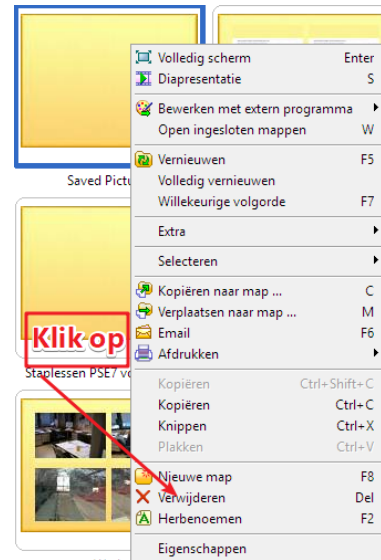 Volledig scherm Enter
Diapresentatie S
Bewerken met extern programma
Open ingesloten mappen W
Vernieuwen F5
Saved Pictu
Volledig vernieuwen
Willekeurige volgorde F7
Extra
Selecteren
Kopiëren naar map ... C
Verplaatsen naar map ... M
Klik op
Email F6
Afdrukken
Staplessen PSE7 vo
Kopiëren Ctrl+Shift+C
Kopiëren Ctrl+C
Knippen Ctrl+X
Plakken Ctrl+V
Nieuwe map F8
Verwijderen Del
Herbenoemen F2
Eigenschappen